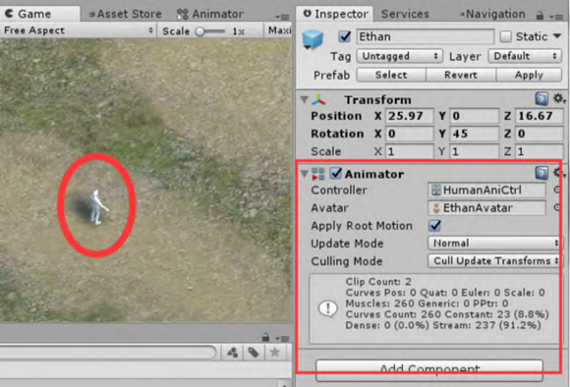 Game Asset Store Animator
Free Aspect Scale 1x Maxi
Inspector Services Navigation
Ethan Static
Tag Untagged Layer Default
Prefab Select Revert Apply
Transform
Position X 25.97 Y 0 Z 16.67
Rotation X 0 Y 45 Z 0
Scale X 1 Y 1 Z 1
Animator
Controller HumanAniCtrl
Avatar EthanAvatar
Apply Root Motion
Update Mode Normal
Culling Mode Cull Update Transforms
Clip Count: 2
Curves Pos: 0 Quat: 0 Euler: 0 Scale: 0
Muscles: 260 Generic: 0 PPtr: 0
Curves Count: 260 Constant: 23 (8.8%)
Dense: 0 (0.0%) Stream: 237 (91.2%)
Add Component